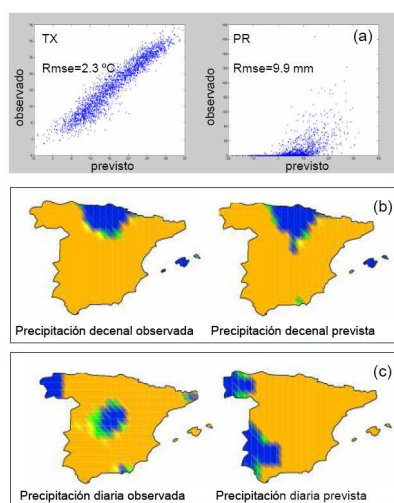 TX
Rmse=2.3 ºC
observado
previsto
PR
(a)
Rmse=9.9 mm
observado
previsto
(b)
Precipitación decenal observada
Precipitación decenal prevista
(c)
Precipitación diaria observada
Precipitación diaria prevista